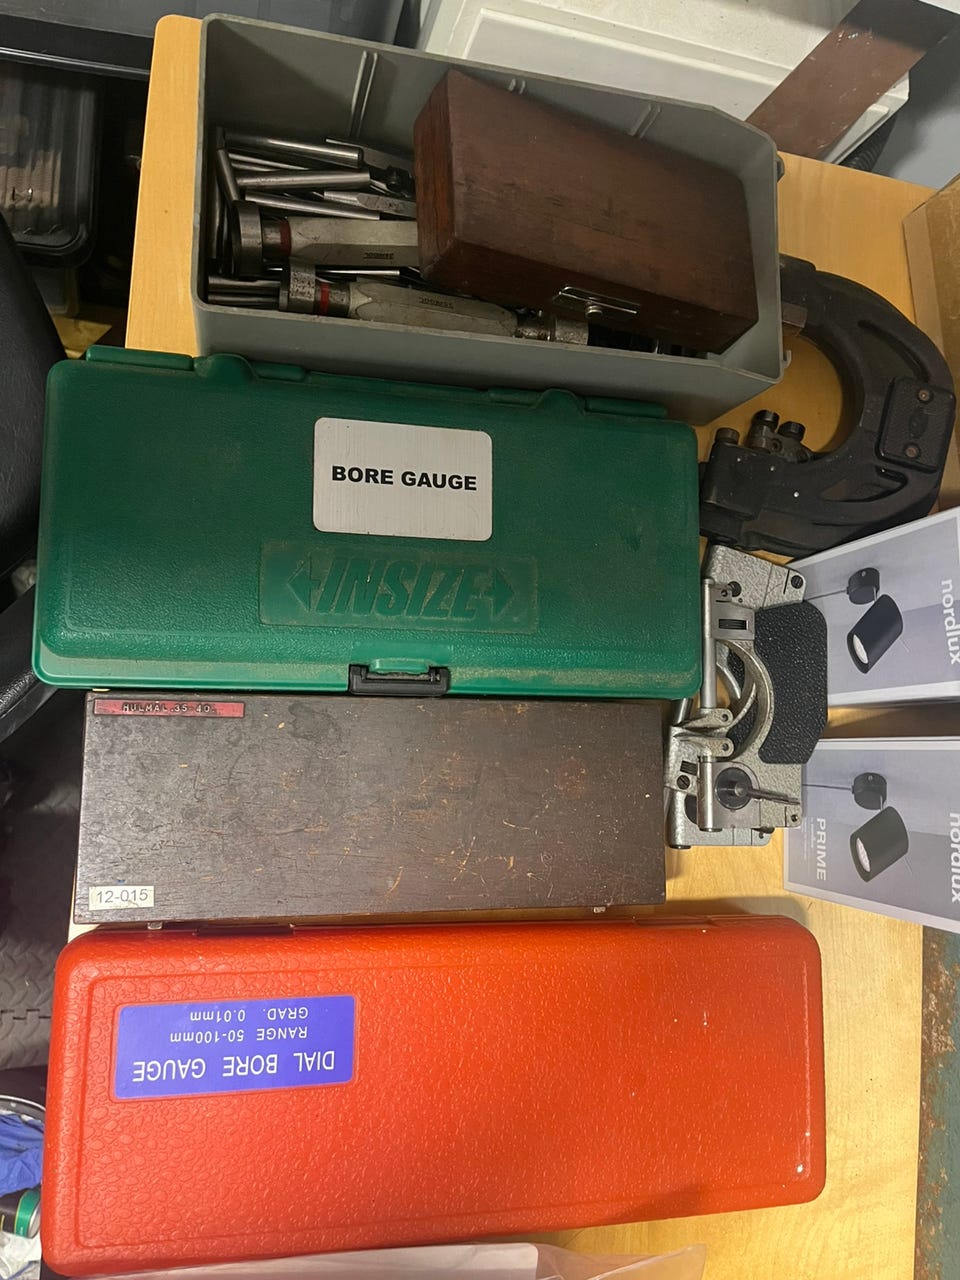 BORE GAUGE
INSIZE
HULMÅL.35-40.
12-015
DIAL BORE GAUGE
RANGE 50-100mm
GRAD. 0.01mm
nordlux
nordlux
PRIME